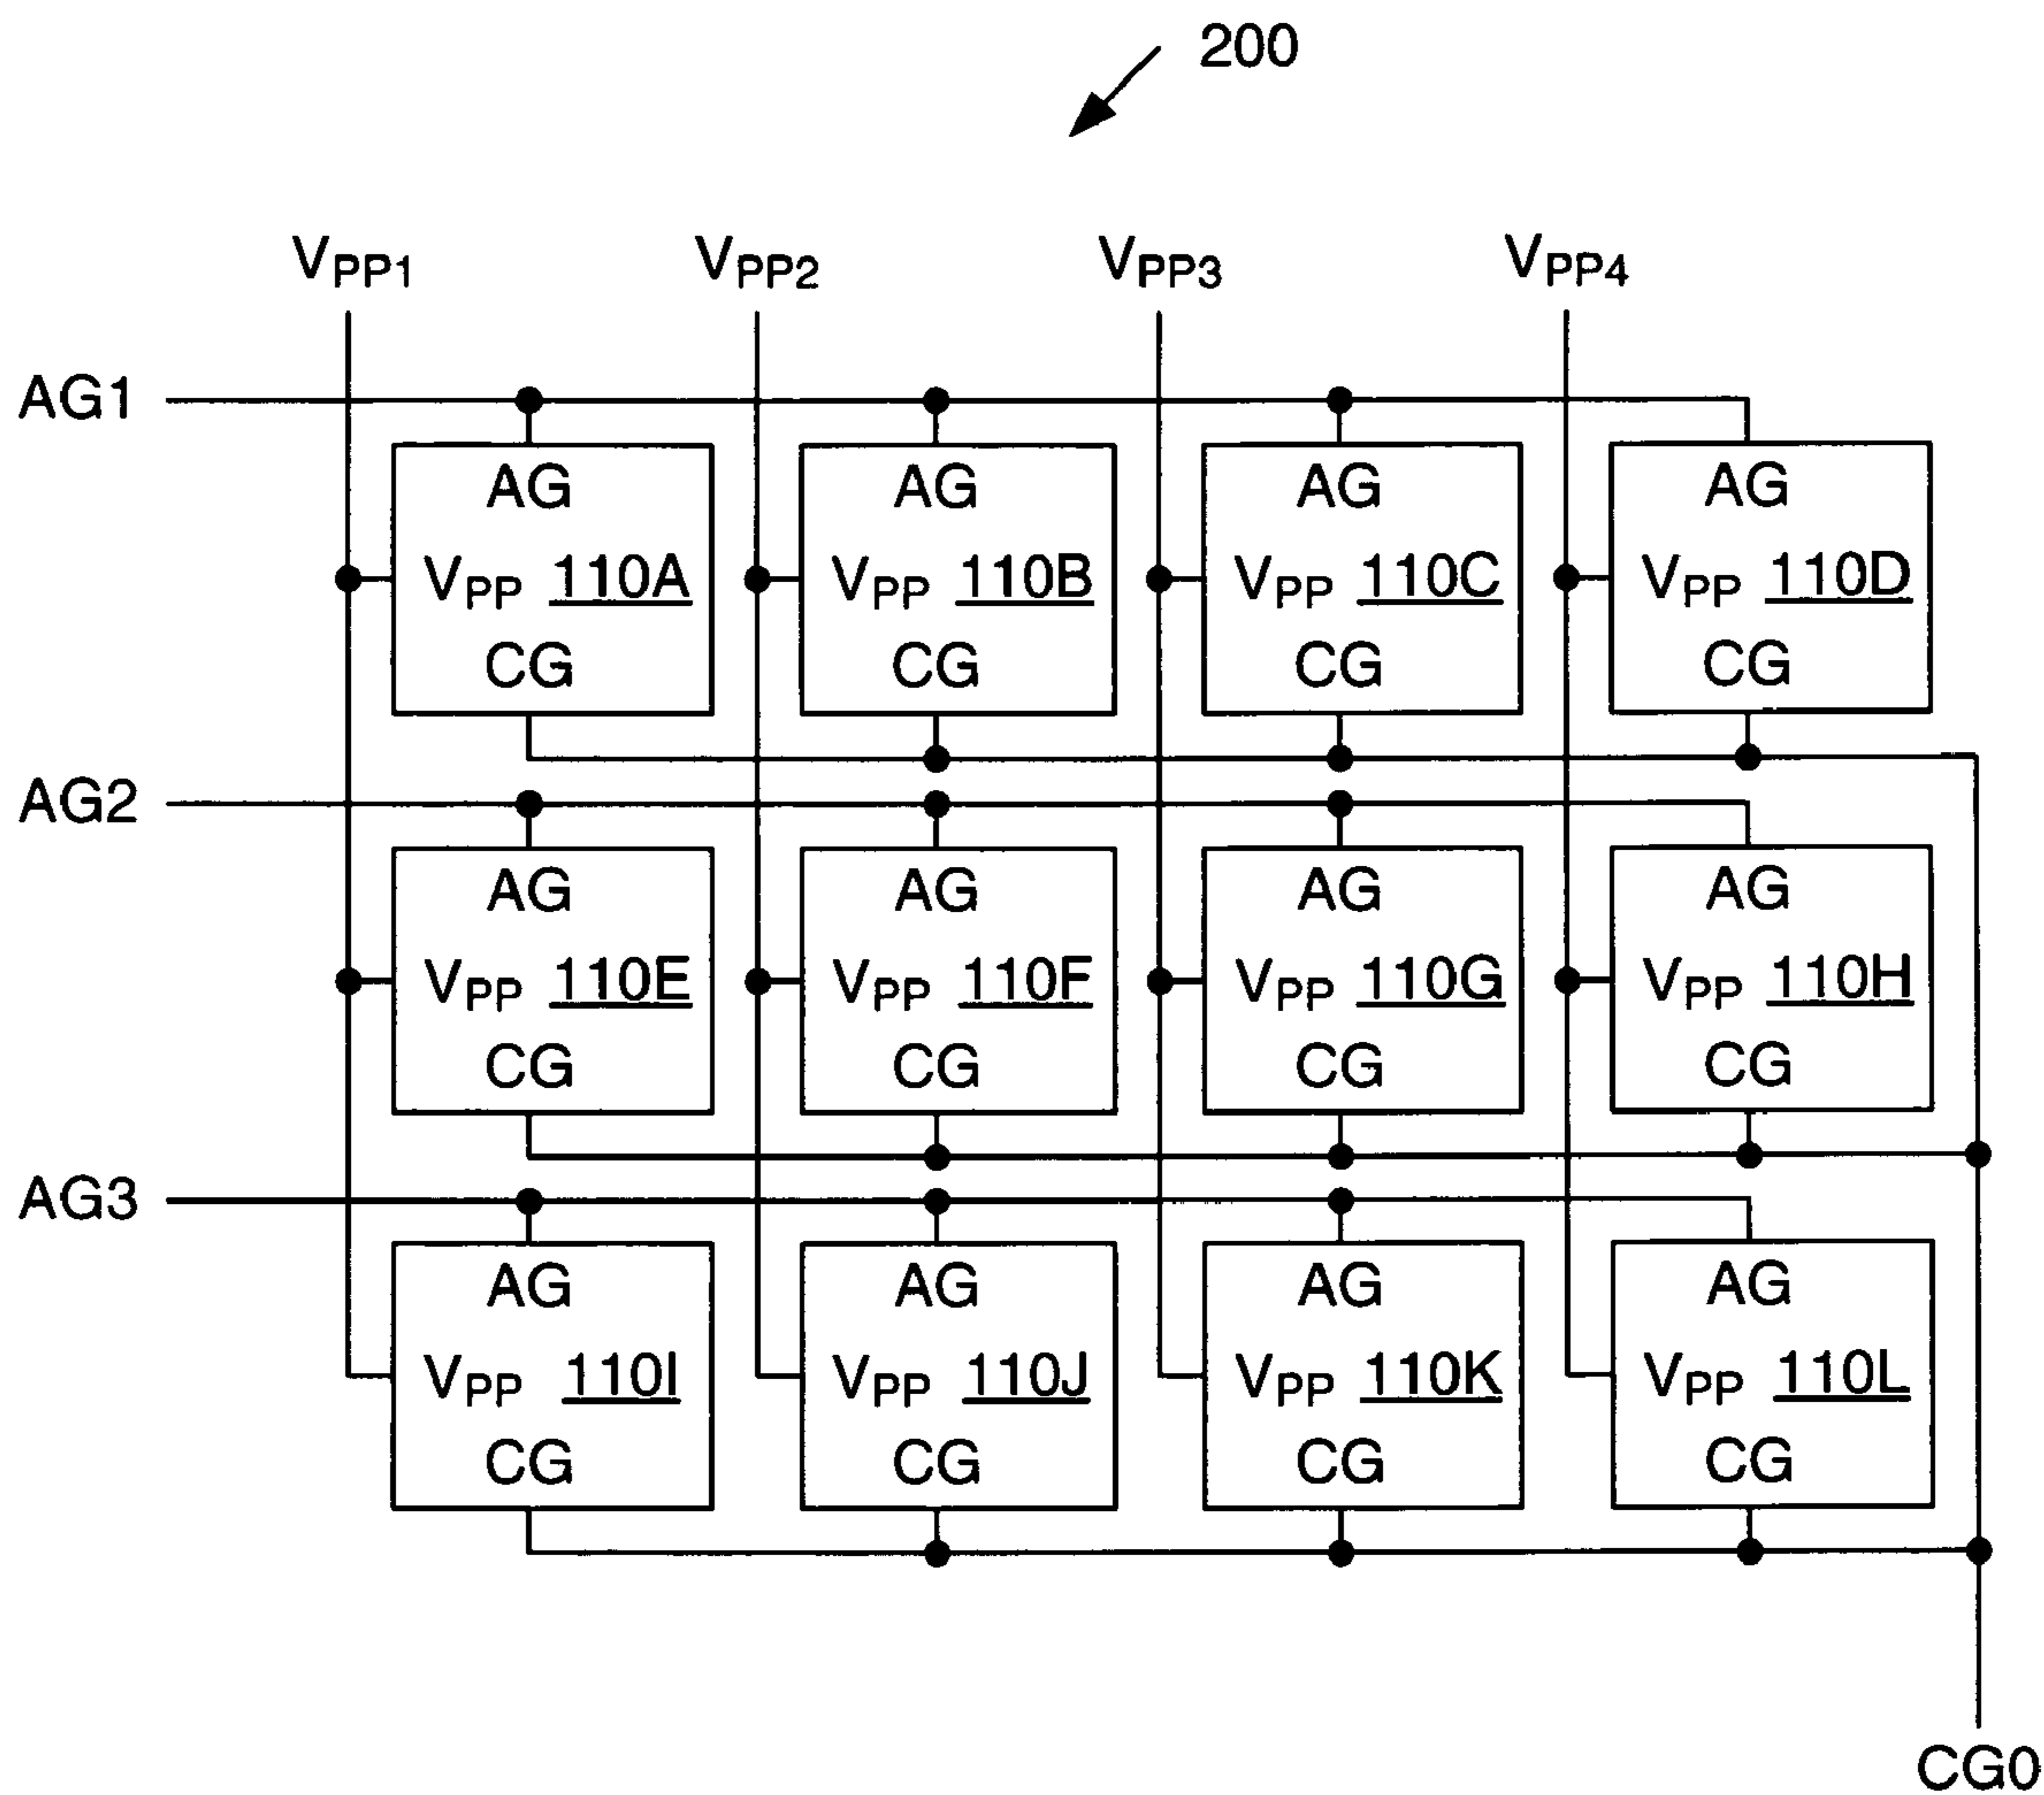 200
VPP1 VPP2 VPP3 VPP4
AG1
AG AG AG AG
VPP 110A VPP 110B VPP 110C VPP 110D
CG CG CG CG
AG2
AG AG AG AG
VPP 110E VPP 110F VPP 110G VPP 110H
CG CG CG CG
AG3
AG AG AG AG
VPP 110I VPP 110J VPP 110K VPP 110L
CG CG CG CG
CG0